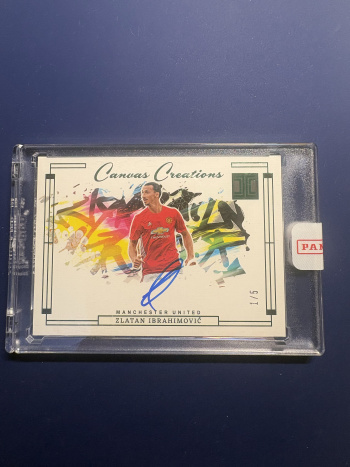 Canvas Creations
MANCHESTER UNITED
ZLATAN IBRAHIMOVIĆ
1/5
PAN